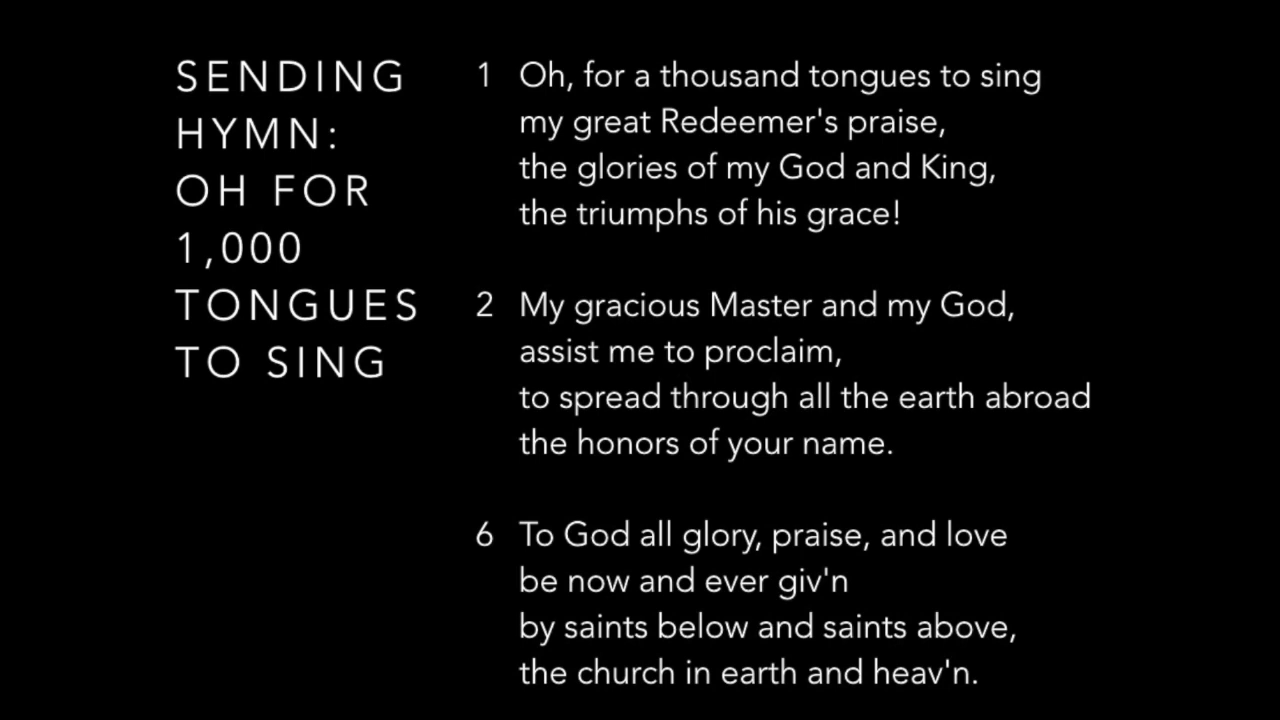 SENDING
HYMN:
OH FOR
1,000
TONGUES
TO SING
1 Oh, for a thousand tongues to sing
my great Redeemer's praise,
the glories of my God and King,
the triumphs of his grace!
2 My gracious Master and my God,
assist me to proclaim,
to spread through all the earth abroad
the honors of your name.
6 To God all glory, praise, and love
be now and ever giv'n
by saints below and saints above,
the church in earth and heav'n.